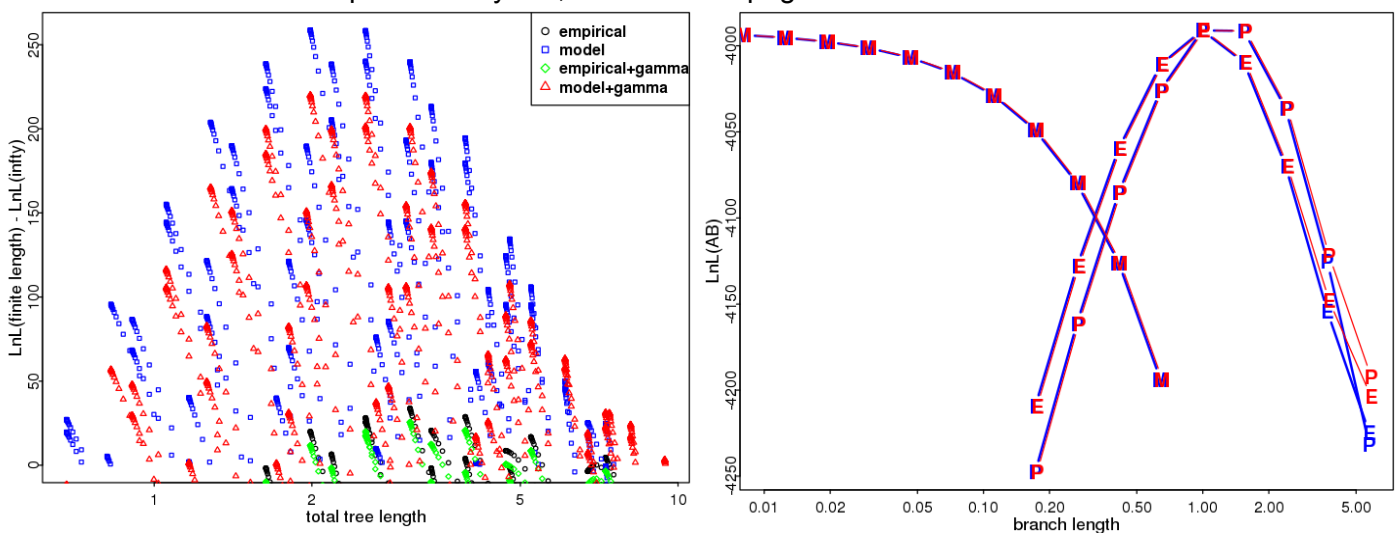 empirical
model
empirical+gamma
model+gamma
LnL(finite length) - LnL(infty)
0
50
100
150
200
250
1
2
5
10
total tree length
LnL(AB)
-4000
-4050
-4100
-4150
-4200
-4250
M M M M M M M M M M M M
E E E E E E E E E
P P P P P P P P P
E
P
0.01
0.02
0.05
0.10
0.20
0.50
1.00
2.00
5.00
branch length